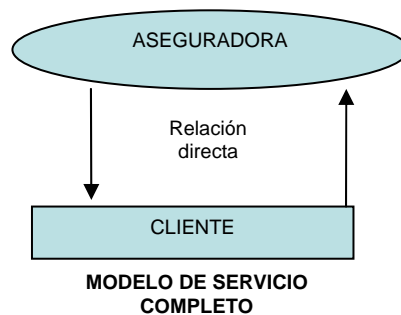 ASEGURADORA
Relación
directa
CLIENTE
MODELO DE SERVICIO
COMPLETO